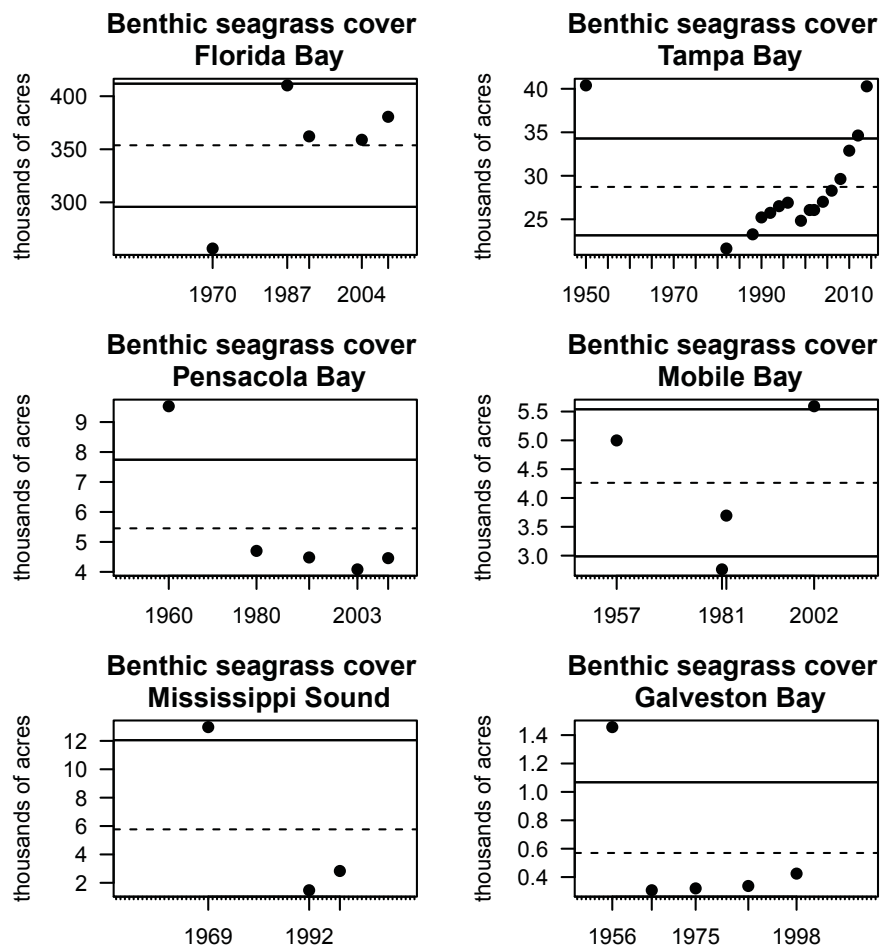 Benthic seagrass cover
Florida Bay
thousands of acres
400
350
300
1970 1987 2004
Benthic seagrass cover
Tampa Bay
thousands of acres
40
35
30
25
1950 1970 1990 2010
Benthic seagrass cover
Pensacola Bay
thousands of acres
9
8
7
6
5
4
1960 1980 2003
Benthic seagrass cover
Mobile Bay
thousands of acres
5.5
5.0
4.5
4.0
3.5
3.0
1957 1981 2002
Benthic seagrass cover
Mississippi Sound
thousands of acres
12
10
8
6
4
2
1969 1992
Benthic seagrass cover
Galveston Bay
thousands of acres
1.4
1.2
1.0
0.8
0.6
0.4
1956 1975 1998